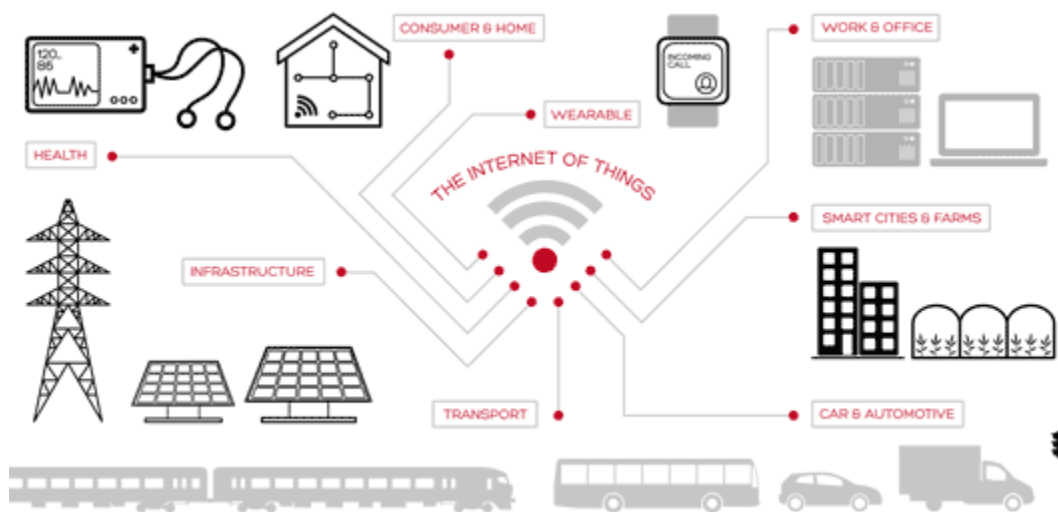 CONSUMER & HOME
WORK & OFFICE
120
86
INCOMING
CALL
WEARABLE
HEALTH
THE INTERNET OF THINGS
SMART CITIES & FARMS
INFRASTRUCTURE
TRANSPORT
CAR & AUTOMOTIVE